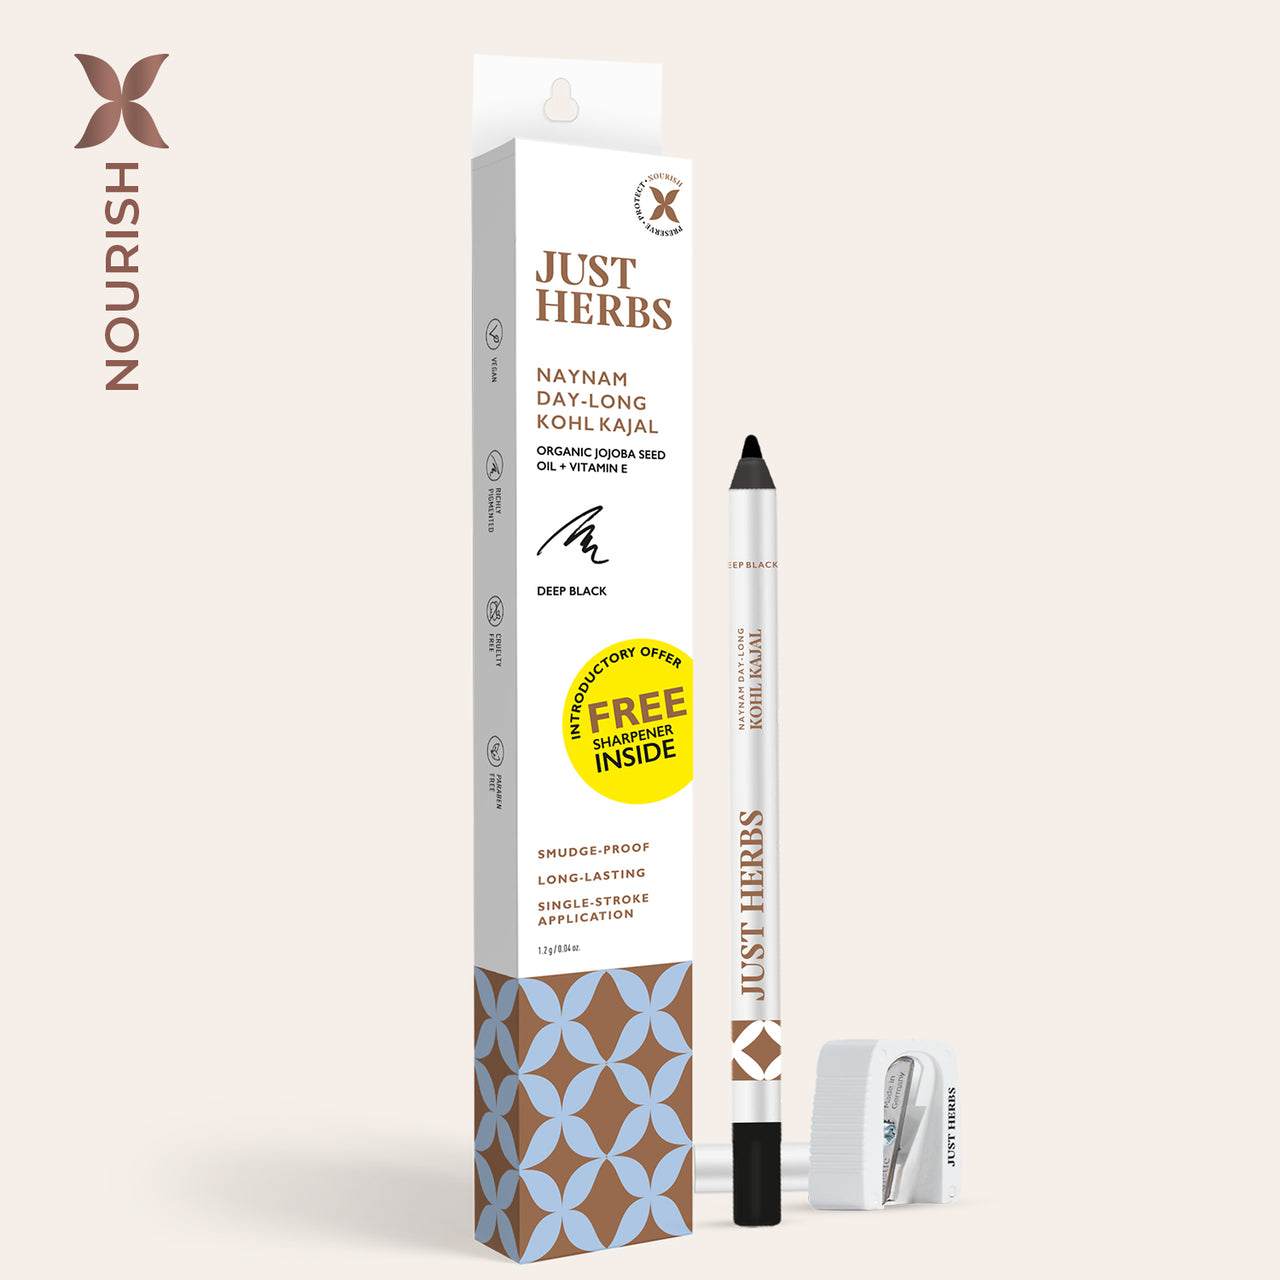 NOURISH
PRESERVE • PROTECT • NOURISH
JUST
HERBS
NAYNAM
DAY-LONG
KOHL KAJAL
ORGANIC JOJOBA SEED
OIL + VITAMIN E
DEEP BLACK
INTRODUCTORY OFFER
FREE
SHARPENER
INSIDE
SMUDGE-PROOF
LONG-LASTING
SINGLE-STROKE
APPLICATION
1.2 g / 0.04 oz.
VEGAN
RICHLY
PIGMENTED
CRUELTY
FREE
PARABEN
FREE
EEP BLACK
NAYNAM DAY-LONG
KOHL KAJAL
JUST HERBS
Made in
Germany
JUST HERBS